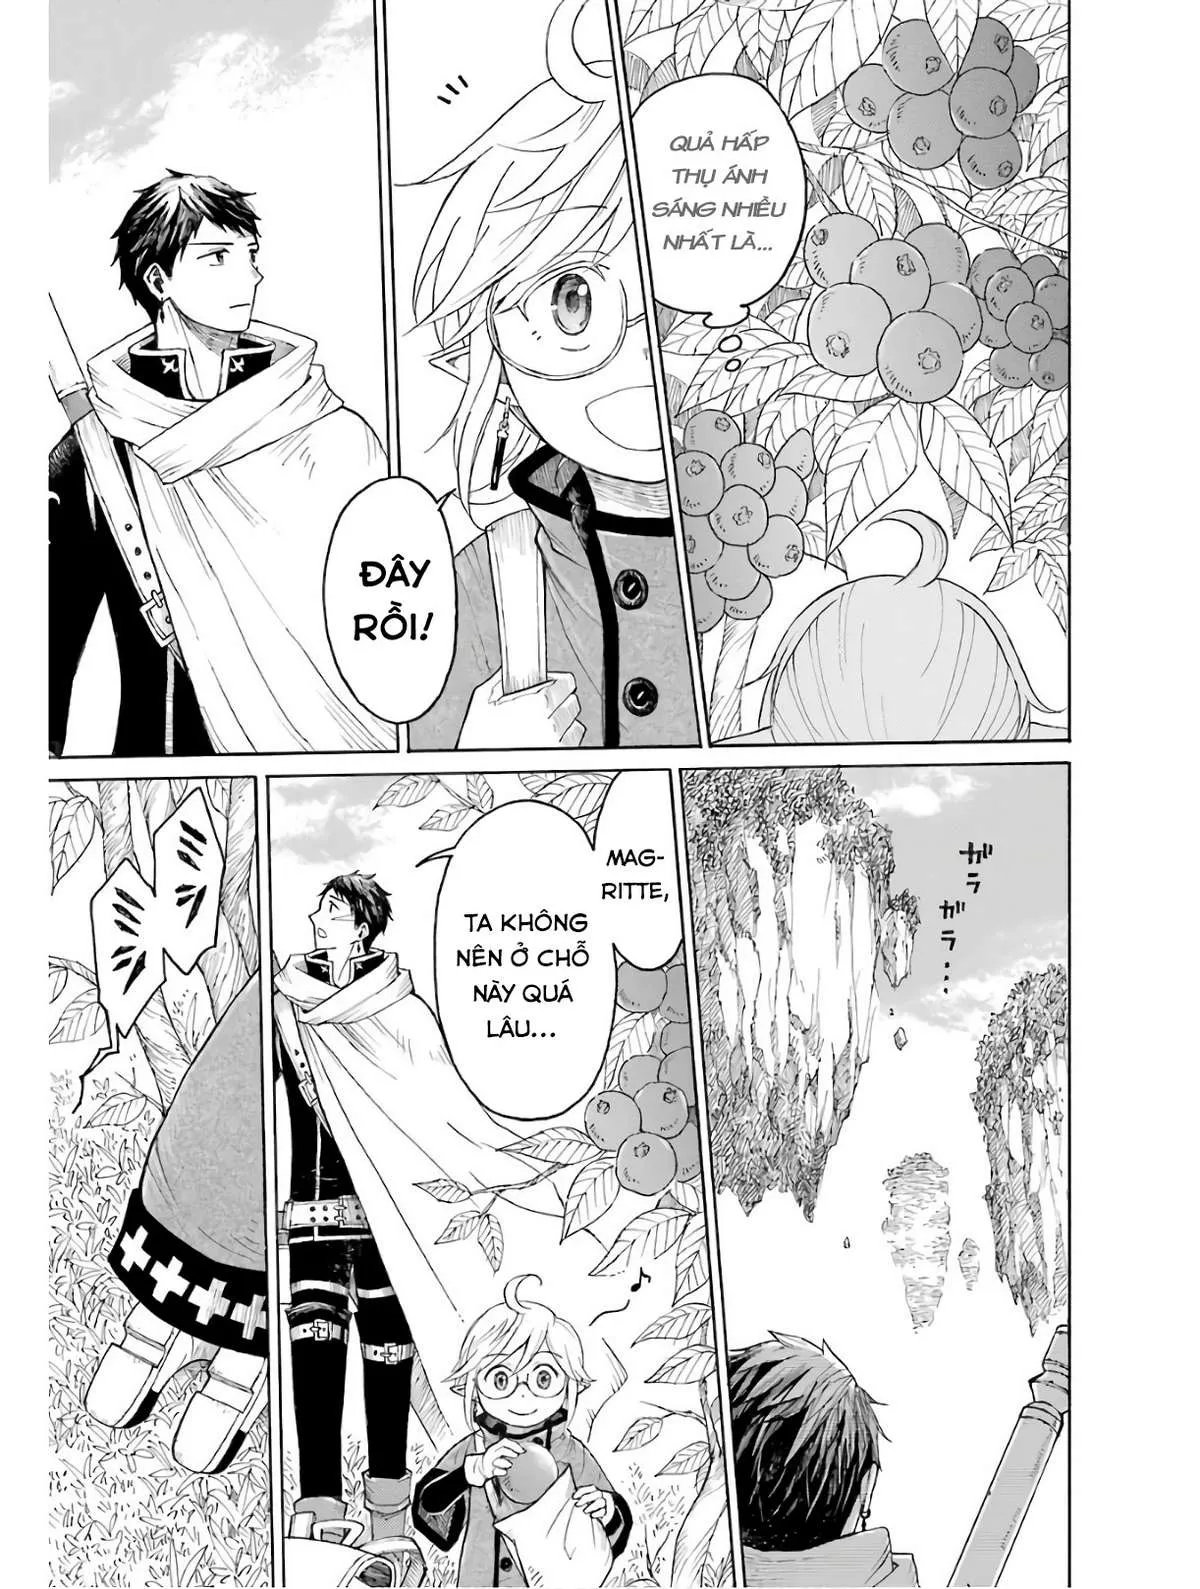 QUẢ HẤP
THỤ ÁNH
SÁNG NHIỀU
NHẤT LÀ...
ĐÂY
RỒI!
ガラ
ガラ...
MAG-
RITTE,
TA KHÔNG
NÊN Ở CHỖ
NÀY QUÁ
LÂU...